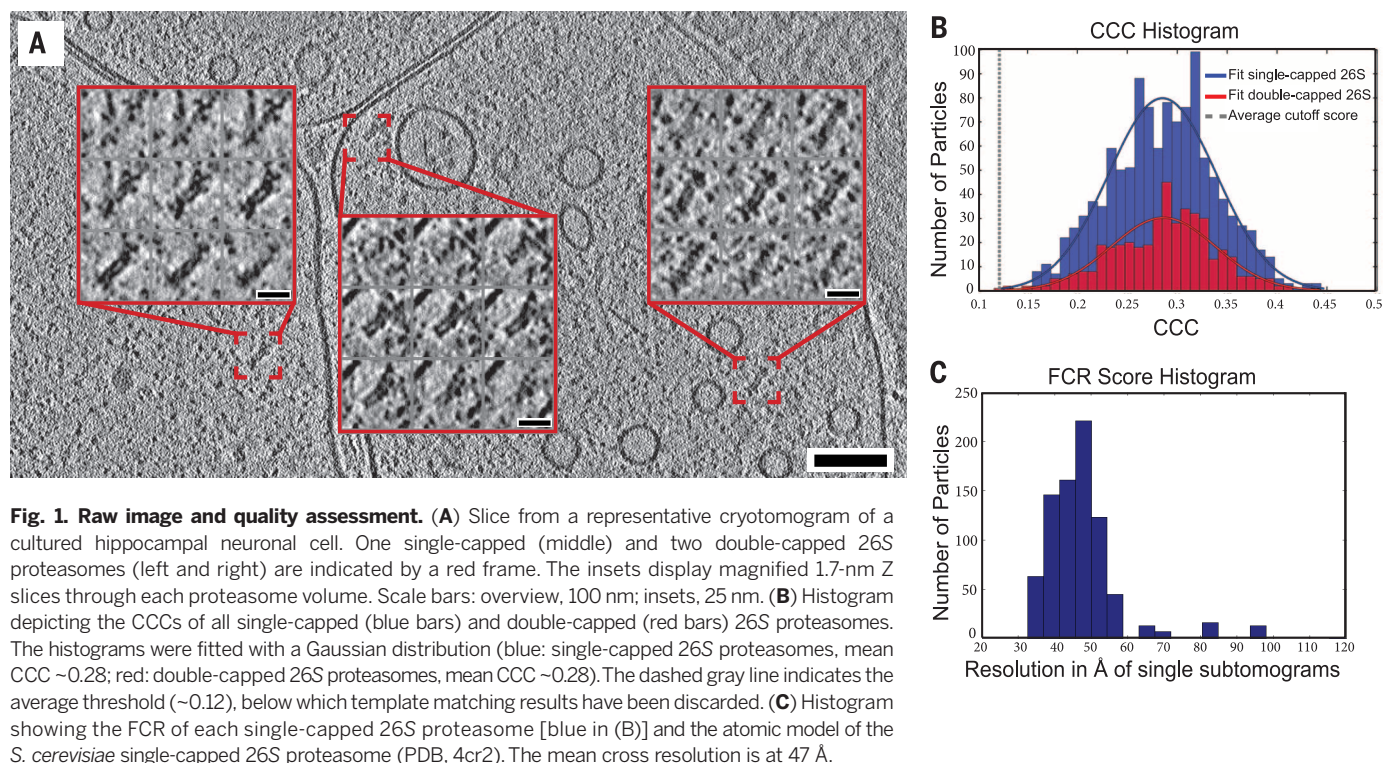 A
B
CCC Histogram
100
90
80
70
60
50
40
30
20
10
0
Number of Particles
Fit single-capped 26S
Fit double-capped 26S
Average cutoff score
0.1 0.15 0.2 0.25 0.3 0.35 0.4 0.45 0.5
CCC
C
FCR Score Histogram
250
200
150
100
50
0
Number of Particles
20 30 40 50 60 70 80 90 100 110 120
Resolution in Å of single subtomograms
Fig. 1. Raw image and quality assessment. (A) Slice from a representative cryotomogram of a
cultured hippocampal neuronal cell. One single-capped (middle) and two double-capped 26S
proteasomes (left and right) are indicated by a red frame. The insets display magnified 1.7-nm Z
slices through each proteasome volume. Scale bars: overview, 100 nm; insets, 25 nm. (B) Histogram
depicting the CCCs of all single-capped (blue bars) and double-capped (red bars) 26S proteasomes.
The histograms were fitted with a Gaussian distribution (blue: single-capped 26S proteasomes, mean
CCC ~0.28; red: double-capped 26S proteasomes, mean CCC ~0.28). The dashed gray line indicates the
average threshold (~0.12), below which template matching results have been discarded. (C) Histogram
showing the FCR of each single-capped 26S proteasome [blue in (B)] and the atomic model of the
S. cerevisiae single-capped 26S proteasome (PDB, 4cr2). The mean cross resolution is at 47 Å.